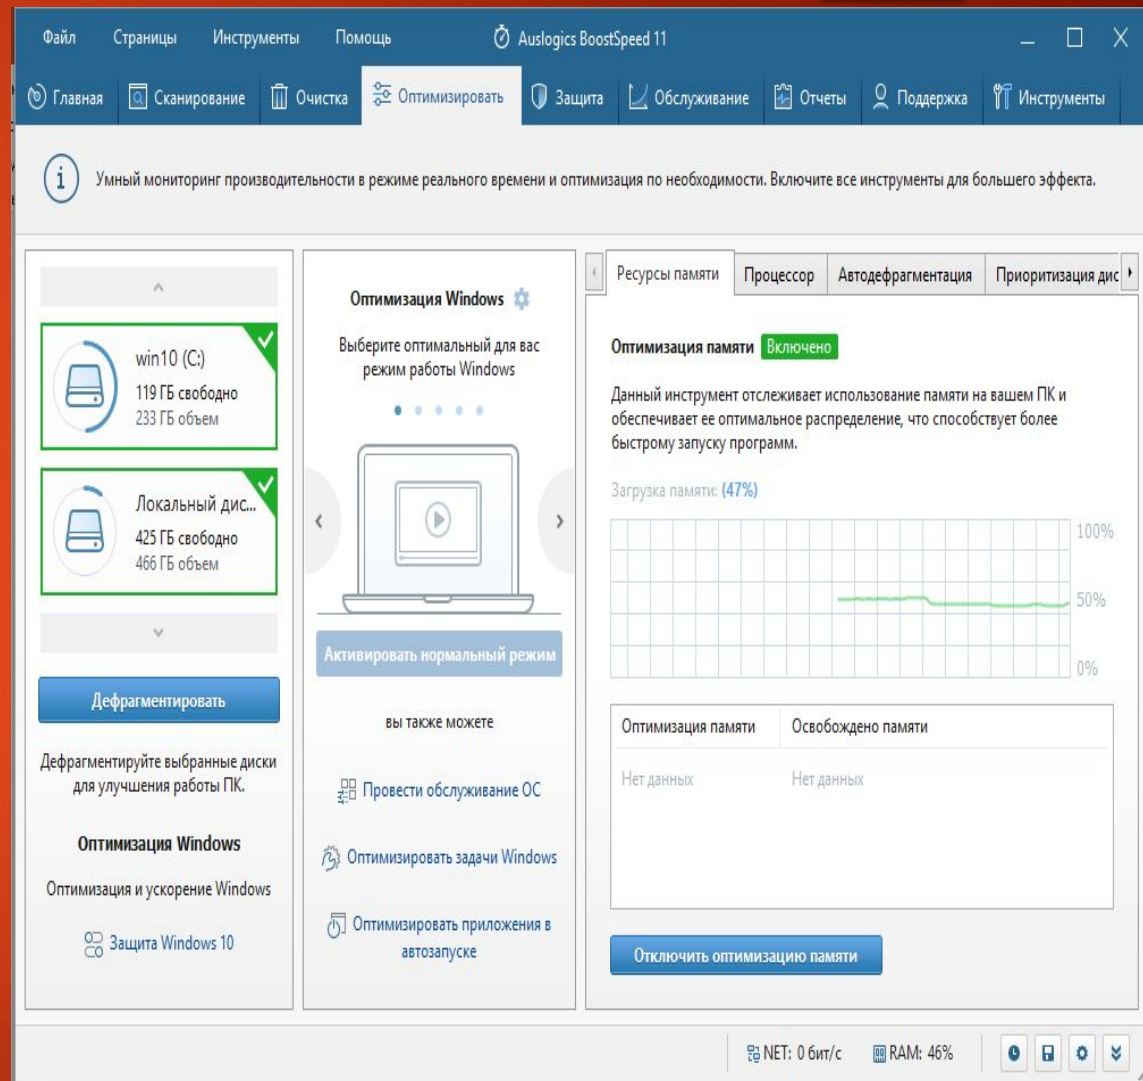 Файл Страницы Инструменты Помощь Auslogics BoostSpeed 11
Главная Сканирование Очистка Оптимизировать Защита Обслуживание Отчеты Поддержка Инструменты
Умный мониторинг производительности в режиме реального времени и оптимизация по необходимости. Включите все инструменты для большего эффекта.
win10 (C:)
119 ГБ свободно
233 ГБ объем
Локальный дис...
425 ГБ свободно
466 ГБ объем
Дефрагментировать
Дефрагментируйте выбранные диски
для улучшения работы ПК.
Оптимизация Windows
Оптимизация и ускорение Windows
Защита Windows 10
Оптимизация Windows
Выберите оптимальный для вас
режим работы Windows
Активировать нормальный режим
вы также можете
Провести обслуживание ОС
Оптимизировать задачи Windows
Оптимизировать приложения в
автозапуске
Ресурсы памяти Процессор Автодефрагментация Приоритизация дис
Оптимизация памяти Включено
Данный инструмент отслеживает использование памяти на вашем ПК и
обеспечивает ее оптимальное распределение, что способствует более
быстрому запуску программ.
Загрузка памяти: (47%)
100%
50%
0%
Оптимизация памяти Освобождено памяти
Нет данных Нет данных
Отключить оптимизацию памяти
NET: 0 бит/с RAM: 46%